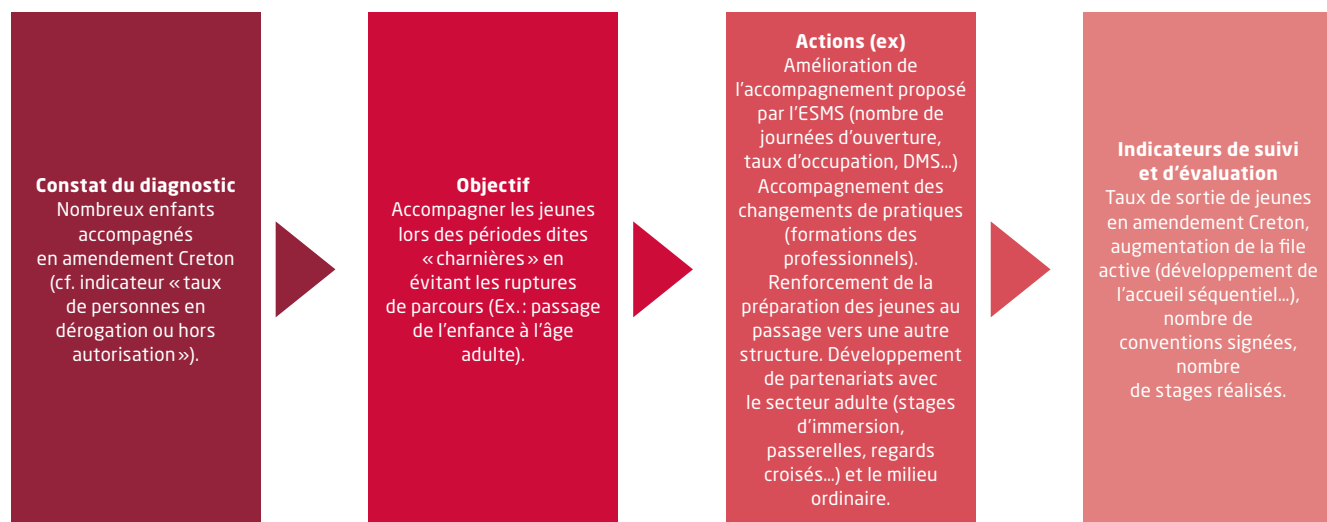 Constat du diagnostic
Nombreux enfants
accompagnés
en amendement Creton
(cf. indicateur « taux
de personnes en
dérogation ou hors
autorisation »).
Objectif
Accompagner les jeunes
lors des périodes dites
« charnières » en
évitant les ruptures
de parcours (Ex. : passage
de l'enfance à l'âge
adulte).
Actions (ex)
Amélioration de
l'accompagnement proposé
par l'ESMS (nombre de
journées d'ouverture,
taux d'occupation, DMS…)
Accompagnement des
changements de pratiques
(formations des
professionnels).
Renforcement de la
préparation des jeunes au
passage vers une autre
structure. Développement
de partenariats avec
le secteur adulte (stages
d'immersion,
passerelles, regards
croisés…) et le milieu
ordinaire.
Indicateurs de suivi
et d'évaluation
Taux de sortie de jeunes
en amendement Creton,
augmentation de la file
active (développement de
l'accueil séquentiel…),
nombre de
conventions signées,
nombre
de stages réalisés.